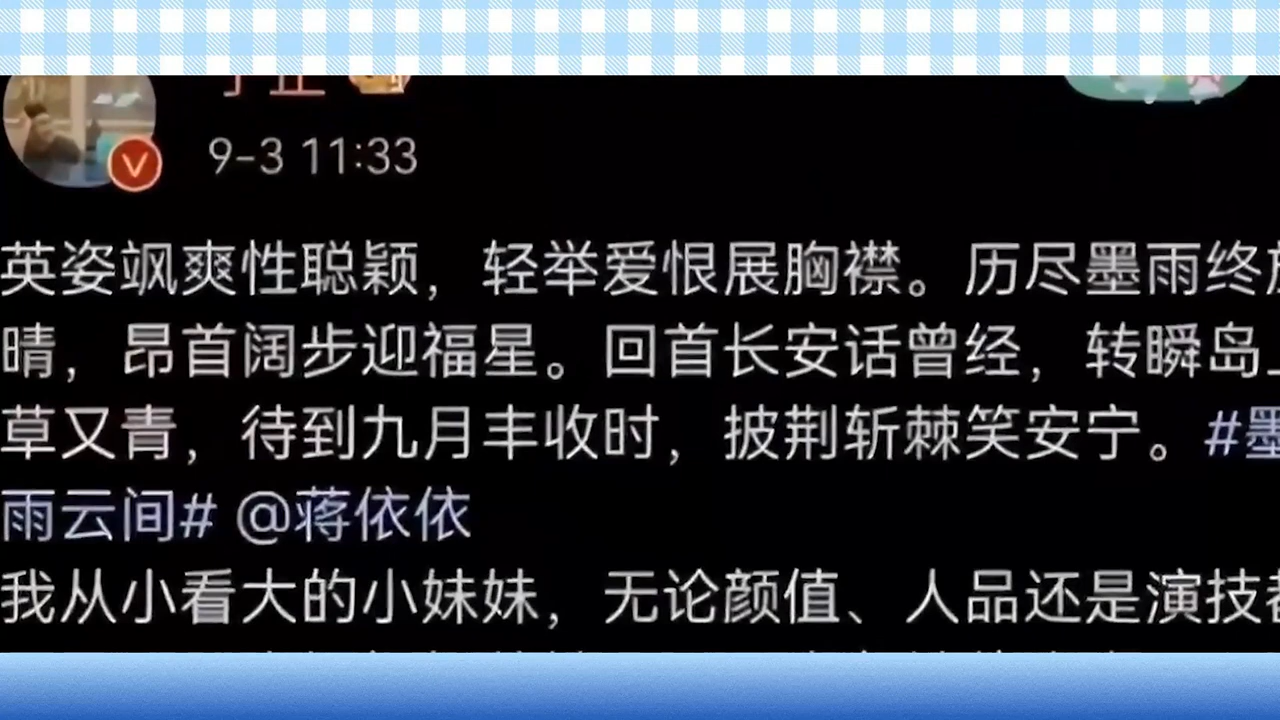 9-3 11:33
英姿飒爽性聪颖，轻举爱恨展胸襟。历尽墨雨终
晴，昂首阔步迎福星。回首长安话曾经，转瞬岛
草又青，待到九月丰收时，披荆斩棘笑安宁。#墨
雨云间# @蒋依依
我从小看大的小妹妹，无论颜值、人品还是演技